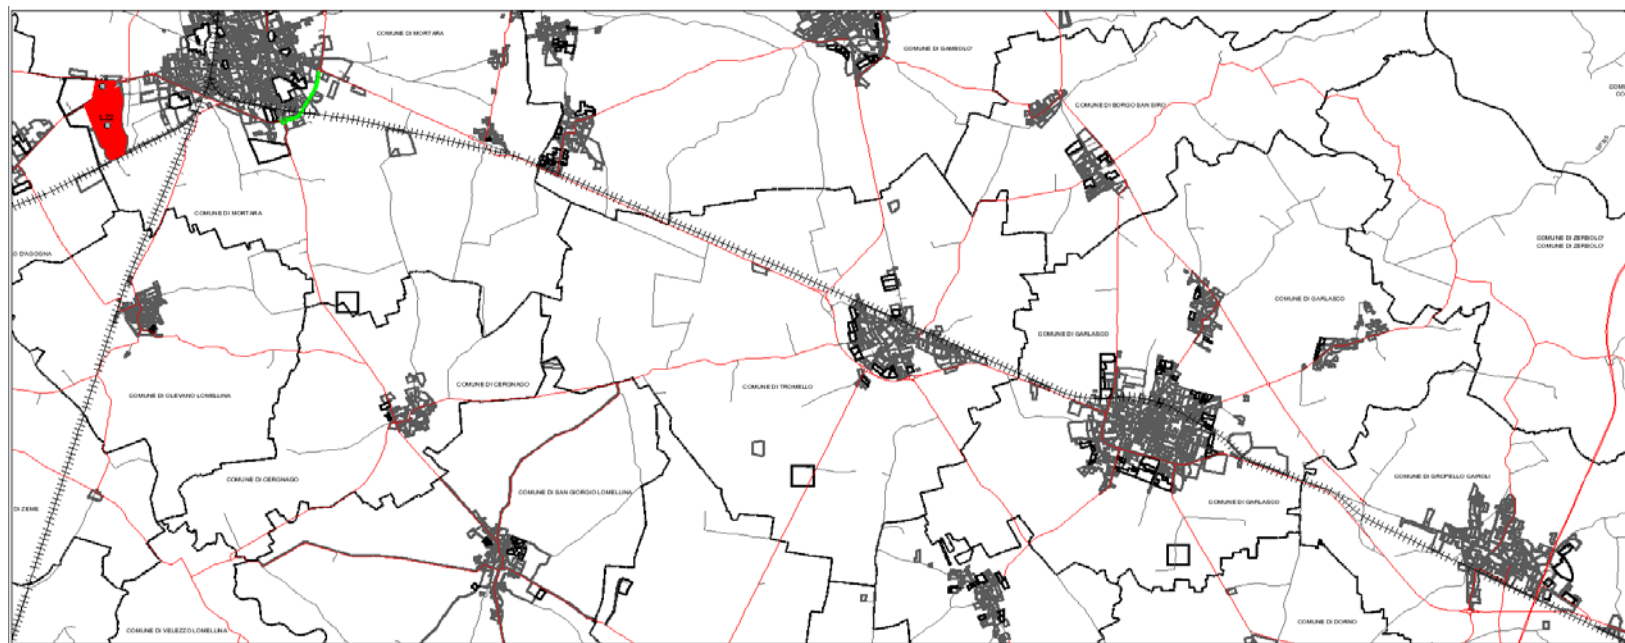 COMUNE DI MORTARA
COMUNE DI GAMBOLO'
COMUNE DI BORGO SAN SIRO
COMUNE DI MORTARA
COMUNE DI ZERBOLO'
COMUNE DI ZERBOLO'
O D'AGOGNA
COMUNE DI GARLASCO
COMUNE DI GARLASCO
COMUNE DI CERGNAGO
COMUNE DI TROMELLO
COMUNE DI OLEVANO LOMELLINA
COMUNE DI CERGNAGO
COMUNE DI GROPELLO CAIROLI
COMUNE DI SAN GIORGIO LOMELLINA
COMUNE DI GARLASCO
DI ZEME
COMUNE DI DORNO
COMUNE DI VELEZZO LOMELLINA